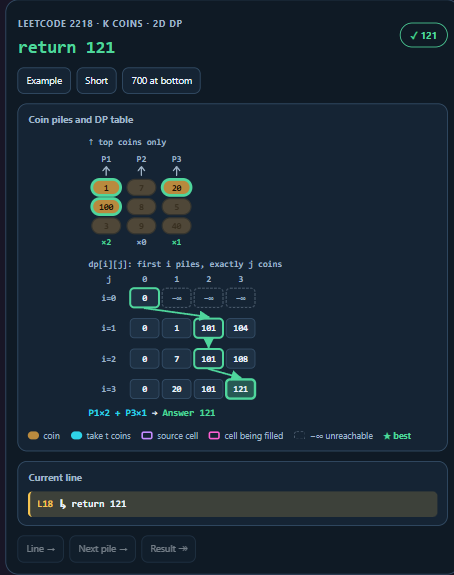 LEETCODE 2218 · K COINS · 2D DP
return 121
✓ 121
Example Short 700 at bottom
Coin piles and DP table
↑ top coins only
P1 P2 P3
↑ ↑ ↑
1 7 20
100 8 5
3 9 40
×2 ×0 ×1
dp[i][j]: first i piles, exactly j coins
j 0 1 2 3
i=0 0 −∞ −∞ −∞
i=1 0 1 101 104
i=2 0 7 101 108
i=3 0 20 101 121
P1×2 + P3×1 → Answer 121
coin take t coins source cell cell being filled −∞ unreachable ★ best
Current line
L18 ↳ return 121
Line → Next pile → Result ↠